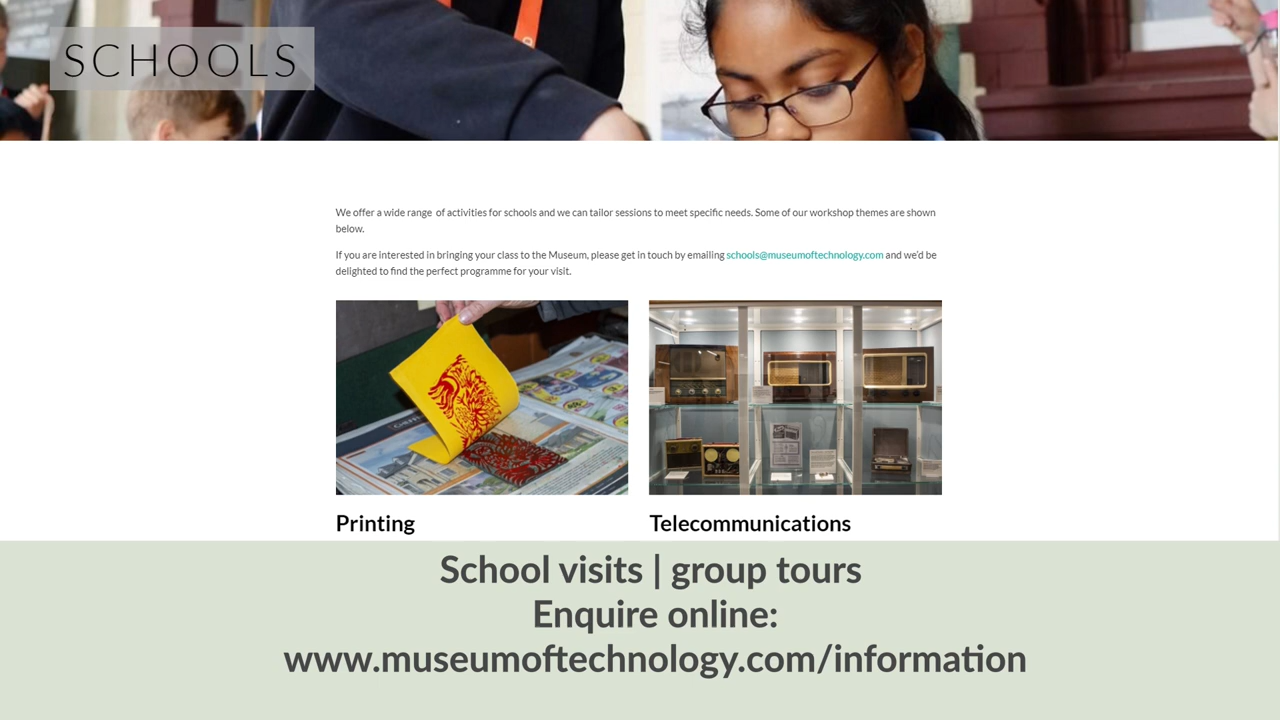 SCHOOLS
We offer a wide range of activities for schools and we can tailor sessions to meet specific needs. Some of our workshop themes are shown
below.
If you are interested in bringing your class to the Museum, please get in touch by emailing schools@museumoftechnology.com and we'd be
delighted to find the perfect programme for your visit.
Printing
Telecommunications
School visits | group tours
Enquire online:
www.museumoftechnology.com/information